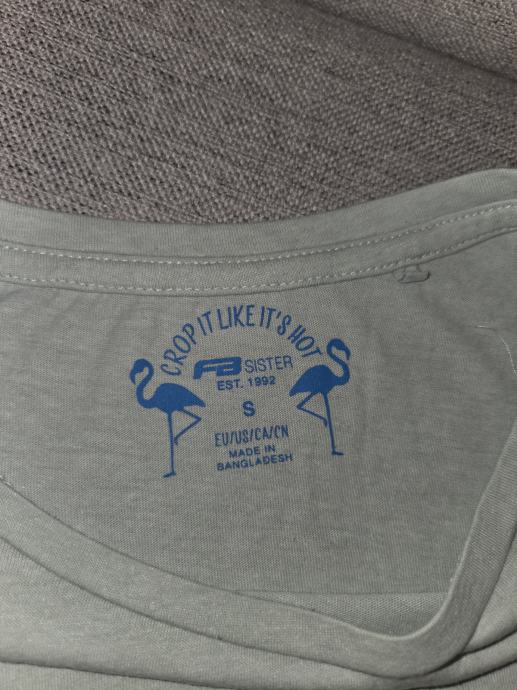 CROP IT LIKE IT'S HOT
FB SISTER
EST. 1992
S
EU/US/CA/CN
MADE IN
BANGLADESH